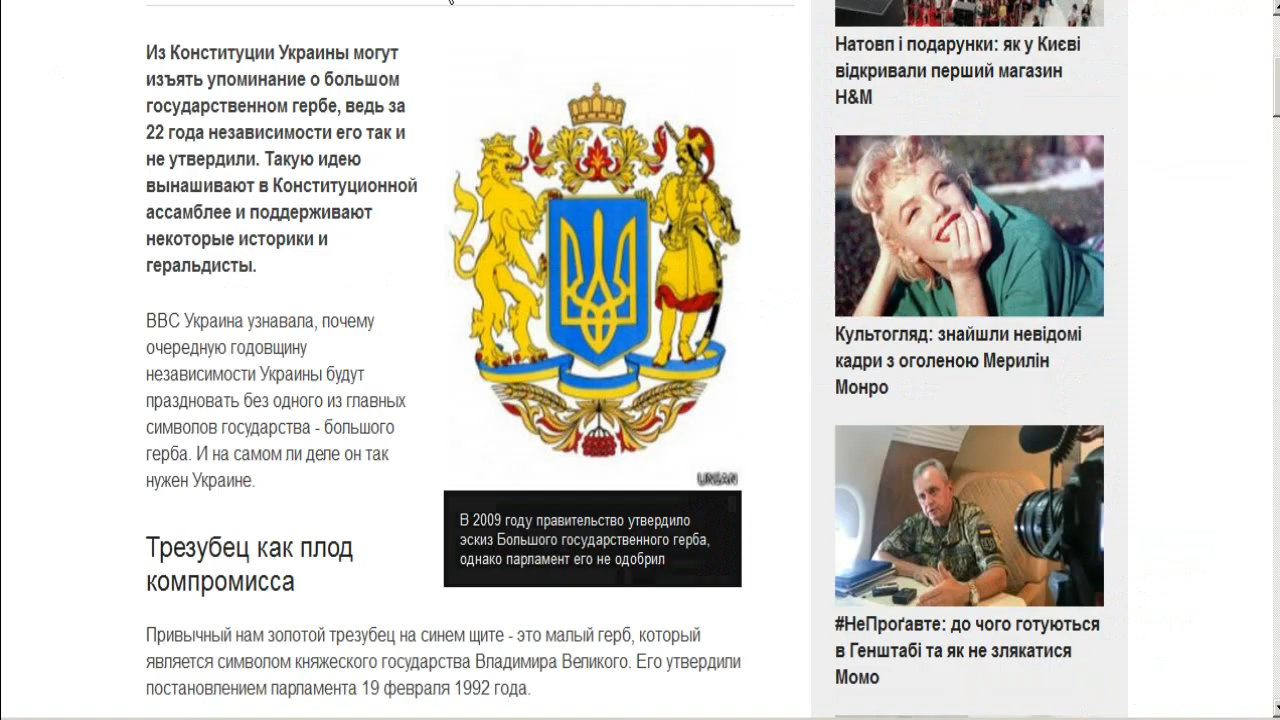 Из Конституции Украины могут
изъять упоминание о большом
государственном гербе, ведь за
22 года независимости его так и
не утвердили. Такую идею
вынашивают в Конституционной
ассамблее и поддерживают
некоторые историки и
геральдисты.
ВВС Украина узнавала, почему
очередную годовщину
независимости Украины будут
праздновать без одного из главных
символов государства - большого
герба. И на самом ли деле он так
нужен Украине.
UNIAN
В 2009 году правительство утвердило
эскиз Большого государственного герба,
однако парламент его не одобрил
Трезубец как плод
компромисса
Привычный нам золотой трезубец на синем щите - это малый герб, который
является символом княжеского государства Владимира Великого. Его утвердили
постановлением парламента 19 февраля 1992 года.
Натовп і подарунки: як у Києві
відкривали перший магазин
H&M
Культогляд: знайшли невідомі
кадри з оголеною Мерилін
Монро
#НеПроґавте: до чого готуються
в Генштабі та як не злякатися
Момо